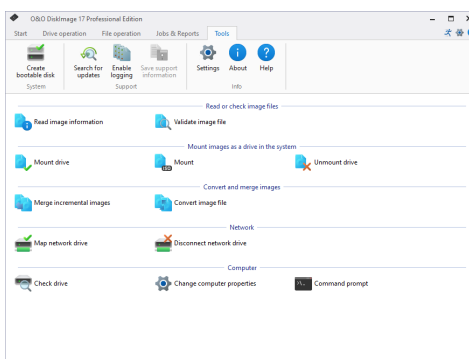 O&O DiskImage 17 Professional Edition
Start Drive operation File operation Jobs & Reports Tools
Create bootable disk
Search for updates
Enable logging
Save support information
Settings
About
Help
System Support Info
Read or check image files
Read image information Validate image file
Mount images as a drive in the system
Mount drive Mount Unmount drive
Convert and merge images
Merge incremental images Convert image file
Network
Map network drive Disconnect network drive
Computer
Check drive Change computer properties Command prompt